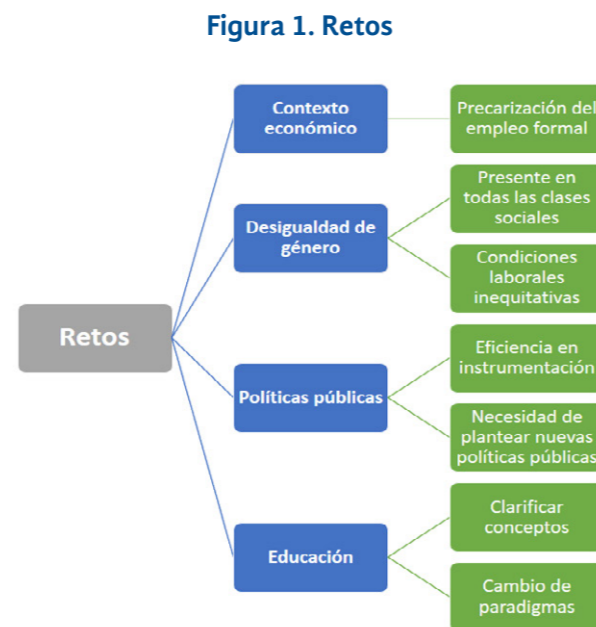 Figura 1. Retos
Contexto
económico
Precarización del
empleo formal
Presente en
todas las clases
sociales
Desigualdad de
género
Condiciones
laborales
inequitativas
Retos
Eficiencia en
instrumentación
Políticas públicas
Necesidad de
plantear nuevas
políticas públicas
Clarificar
conceptos
Educación
Cambio de
paradigmas